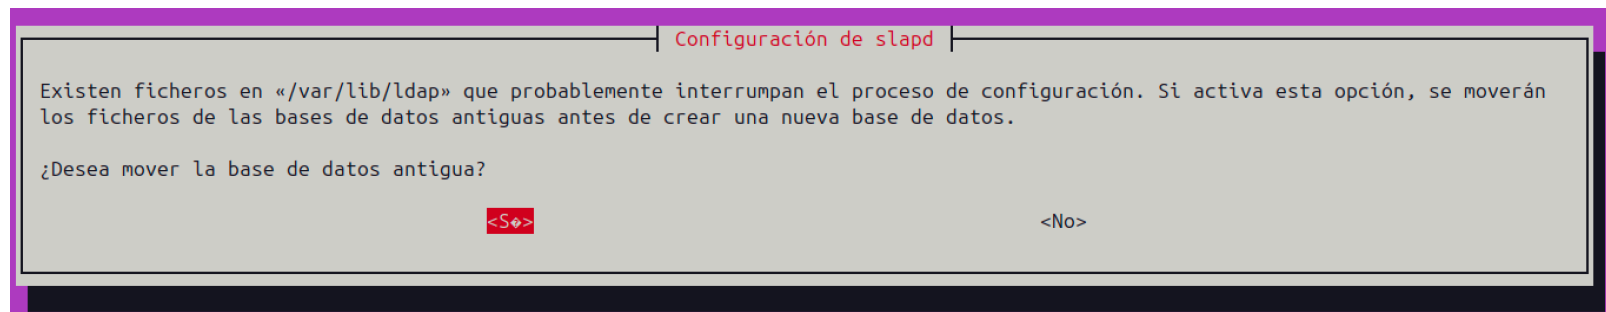 Configuración de slapd
Existen ficheros en «/var/lib/ldap» que probablemente interrumpan el proceso de configuración. Si activa esta opción, se moverán
los ficheros de las bases de datos antiguas antes de crear una nueva base de datos.
¿Desea mover la base de datos antigua?
<S�> <No>